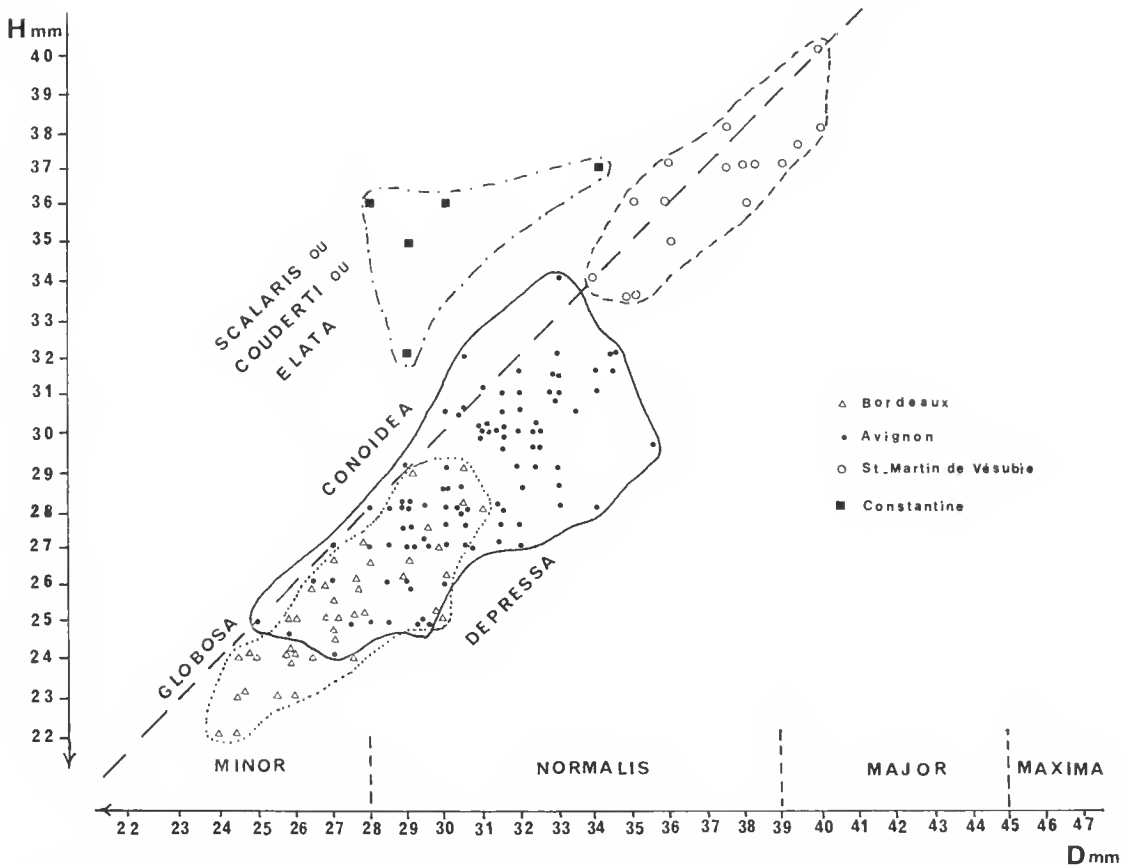 H mm
40
39
38
37
36
35
34
33
32
31
30
29
28
27
26
25
24
23
22
SCALARIS OU
COUDERTI OU
ELATA
CONOIDEA
GLOBOSA
DEPRESSA
Bordeaux
Avignon
St_Martin de Vésubie
Constantine
MINOR NORMALIS MAJOR MAXIMA
22 23 24 25 26 27 28 29 30 31 32 33 34 35 36 37 38 39 40 42 43 44 45 46 47
D mm